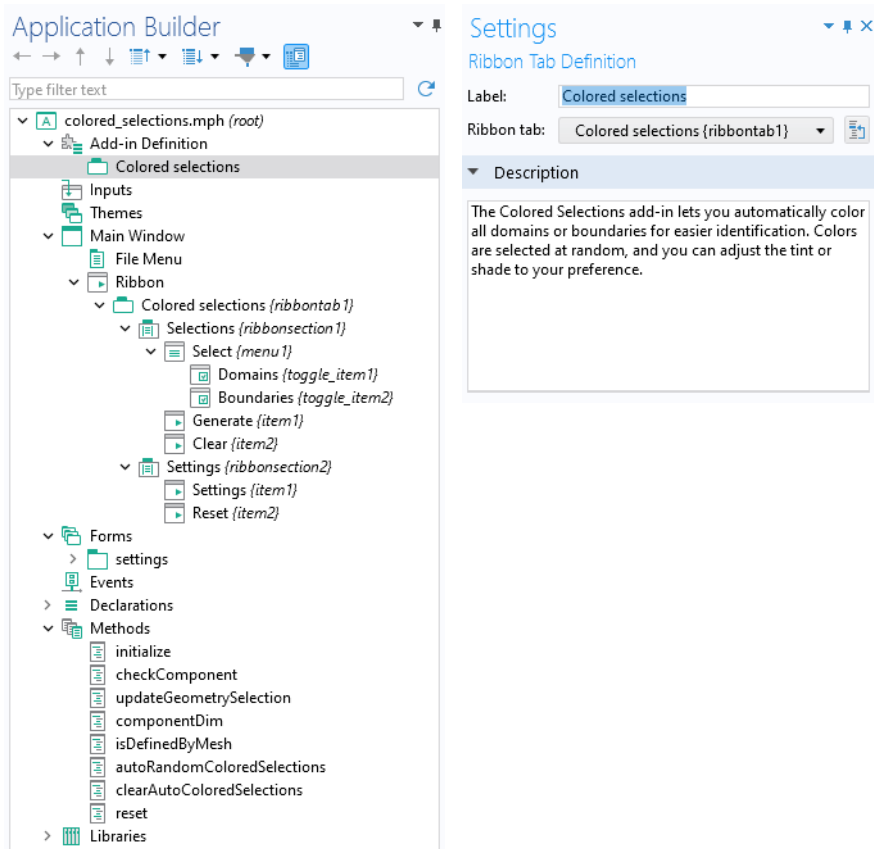 Application Builder
Type filter text
colored_selections.mph (root)
Add-in Definition
Colored selections
Inputs
Themes
Main Window
File Menu
Ribbon
Colored selections {ribbontab1}
Selections {ribbonsection1}
Select {menu1}
Domains {toggle_item1}
Boundaries {toggle_item2}
Generate {item1}
Clear {item2}
Settings {ribbonsection2}
Settings {item1}
Reset {item2}
Forms
settings
Events
Declarations
Methods
initialize
checkComponent
updateGeometrySelection
componentDim
isDefinedByMesh
autoRandomColoredSelections
clearAutoColoredSelections
reset
Libraries
Settings
Ribbon Tab Definition
Label: Colored selections
Ribbon tab: Colored selections {ribbontab1}
Description
The Colored Selections add-in lets you automatically color
all domains or boundaries for easier identification. Colors
are selected at random, and you can adjust the tint or
shade to your preference.